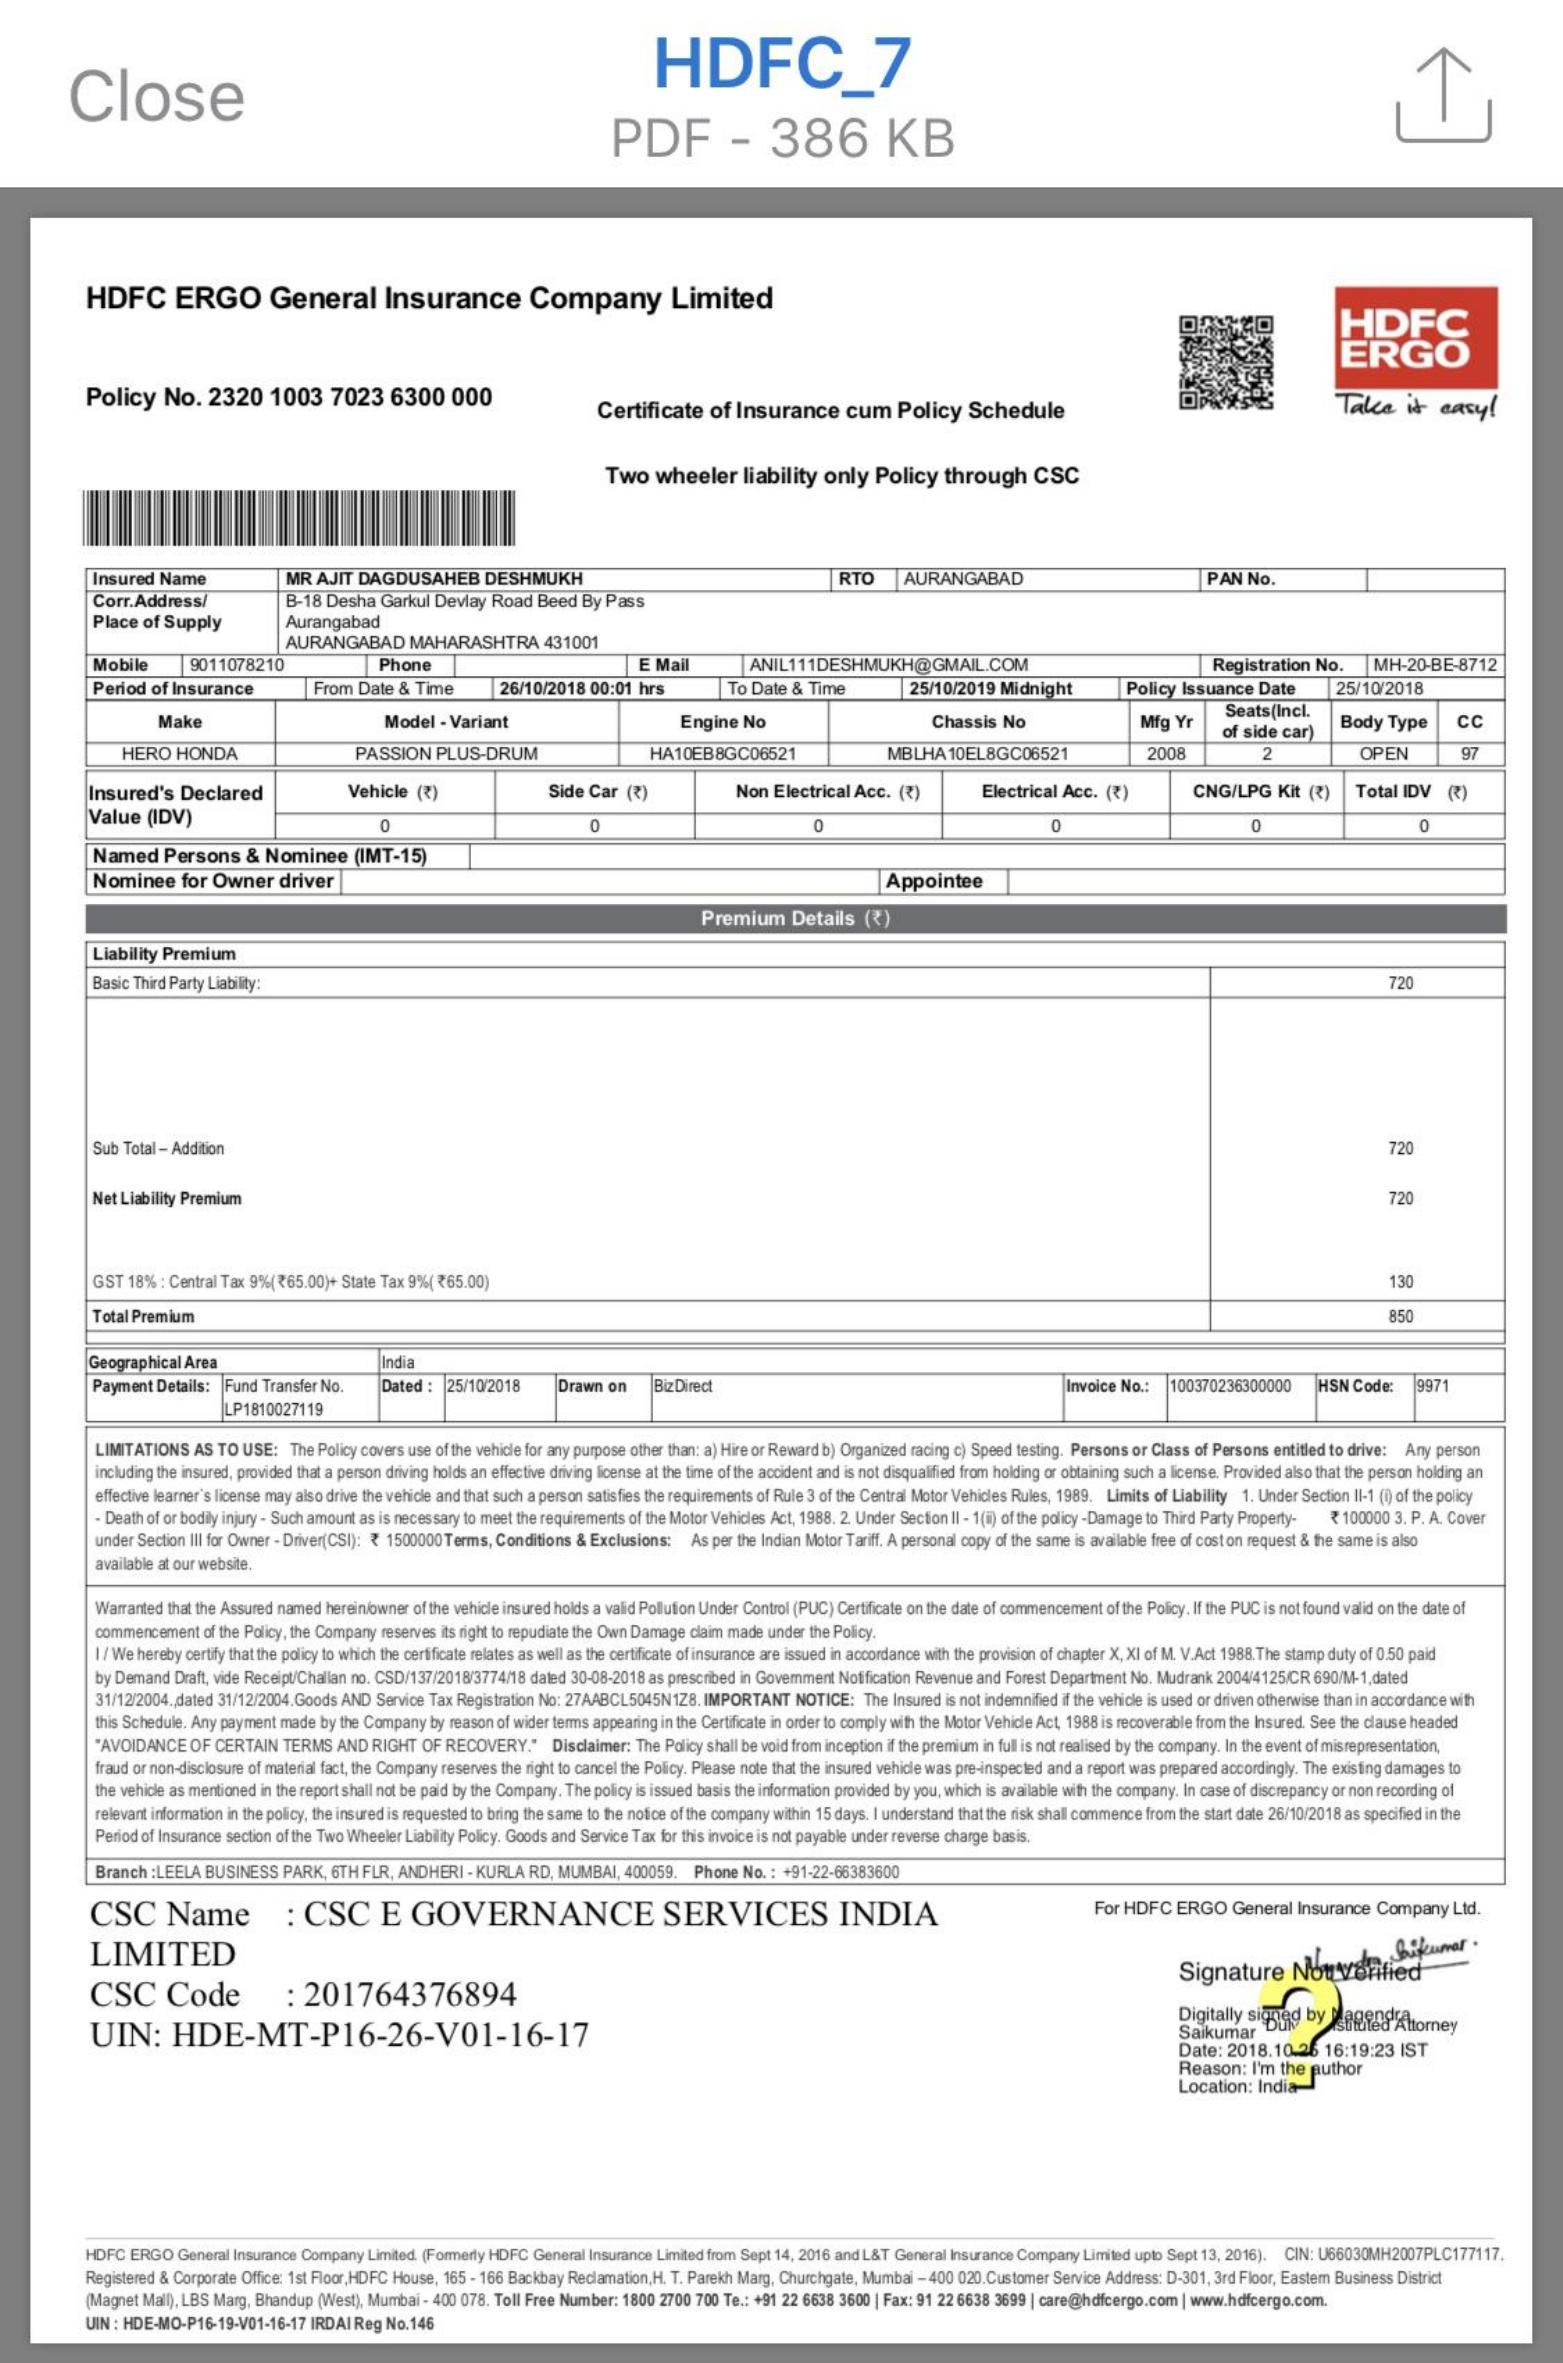 Close
HDFC_7
PDF - 386 KB
HDFC ERGO General Insurance Company Limited
HDFC
ERGO
Take it easy!
Policy No. 2320 1003 7023 6300 000
Certificate of Insurance cum Policy Schedule
Two wheeler liability only Policy through CSC
Insured Name MR AJIT DAGDUSAHEB DESHMUKH RTO AURANGABAD PAN No.
Corr.Address/ B-18 Desha Garkul Devlay Road Beed By Pass
Place of Supply Aurangabad
AURANGABAD MAHARASHTRA 431001
Mobile 9011078210 Phone E Mail ANIL111DESHMUKH@GMAIL.COM Registration No. MH-20-BE-8712
Period of Insurance From Date & Time 26/10/2018 00:01 hrs To Date & Time 25/10/2019 Midnight Policy Issuance Date 25/10/2018
Make Model - Variant Engine No Chassis No Mfg Yr Seats(Incl. of side car) Body Type CC
HERO HONDA PASSION PLUS-DRUM HA10EB8GC06521 MBLHA10EL8GC06521 2008 2 OPEN 97
Insured's Declared Value (IDV) Vehicle (₹) Side Car (₹) Non Electrical Acc. (₹) Electrical Acc. (₹) CNG/LPG Kit (₹) Total IDV (₹)
0 0 0 0 0 0
Named Persons & Nominee (IMT-15)
Nominee for Owner driver Appointee
Premium Details (₹)
Liability Premium
Basic Third Party Liability: 720
Sub Total – Addition 720
Net Liability Premium 720
GST 18% : Central Tax 9%(₹65.00)+ State Tax 9%(₹65.00) 130
Total Premium 850
Geographical Area India
Payment Details: Fund Transfer No. Dated : 25/10/2018 Drawn on BizDirect Invoice No.: 100370236300000 HSN Code: 9971
LP1810027119
LIMITATIONS AS TO USE: The Policy covers use of the vehicle for any purpose other than: a) Hire or Reward b) Organized racing c) Speed testing. Persons or Class of Persons entitled to drive: Any person
including the insured, provided that a person driving holds an effective driving license at the time of the accident and is not disqualified from holding or obtaining such a license. Provided also that the person holding an
effective learner`s license may also drive the vehicle and that such a person satisfies the requirements of Rule 3 of the Central Motor Vehicles Rules, 1989. Limits of Liability 1. Under Section II-1 (i) of the policy
- Death of or bodily injury - Such amount as is necessary to meet the requirements of the Motor Vehicles Act, 1988. 2. Under Section II - 1(ii) of the policy -Damage to Third Party Property- ₹ 100000 3. P. A. Cover
under Section III for Owner - Driver(CSI): ₹ 1500000 Terms, Conditions & Exclusions: As per the Indian Motor Tariff. A personal copy of the same is available free of cost on request & the same is also
available at our website.
Warranted that the Assured named herein/owner of the vehicle insured holds a valid Pollution Under Control (PUC) Certificate on the date of commencement of the Policy. If the PUC is not found valid on the date of
commencement of the Policy, the Company reserves its right to repudiate the Own Damage claim made under the Policy.
I / We hereby certify that the policy to which the certificate relates as well as the certificate of insurance are issued in accordance with the provision of chapter X, XI of M. V.Act 1988.The stamp duty of 0.50 paid
by Demand Draft, vide Receipt/Challan no. CSD/137/2018/3774/18 dated 30-08-2018 as prescribed in Government Notification Revenue and Forest Department No. Mudrank 2004/4125/CR 690/M-1,dated
31/12/2004.,dated 31/12/2004.Goods AND Service Tax Registration No: 27AABCL5045N1Z8. IMPORTANT NOTICE: The Insured is not indemnified if the vehicle is used or driven otherwise than in accordance with
this Schedule. Any payment made by the Company by reason of wider terms appearing in the Certificate in order to comply with the Motor Vehicle Act, 1988 is recoverable from the Insured. See the clause headed
"AVOIDANCE OF CERTAIN TERMS AND RIGHT OF RECOVERY." Disclaimer: The Policy shall be void from inception if the premium in full is not realised by the company. In the event of misrepresentation,
fraud or non-disclosure of material fact, the Company reserves the right to cancel the Policy. Please note that the insured vehicle was pre-inspected and a report was prepared accordingly. The existing damages to
the vehicle as mentioned in the report shall not be paid by the Company. The policy is issued basis the information provided by you, which is available with the company. In case of discrepancy or non recording of
relevant information in the policy, the insured is requested to bring the same to the notice of the company within 15 days. I understand that the risk shall commence from the start date 26/10/2018 as specified in the
Period of Insurance section of the Two Wheeler Liability Policy. Goods and Service Tax for this invoice is not payable under reverse charge basis.
Branch :LEELA BUSINESS PARK, 6TH FLR, ANDHERI - KURLA RD, MUMBAI, 400059. Phone No. : +91-22-66383600
CSC Name : CSC E GOVERNANCE SERVICES INDIA
LIMITED
CSC Code : 201764376894
UIN: HDE-MT-P16-26-V01-16-17
For HDFC ERGO General Insurance Company Ltd.
Signature Not Verified
Digitally signed by Nagendra
Saikumar
Attorney
Date: 2018.10.25 16:19:23 IST
Reason: I'm the author
Location: India
HDFC ERGO General Insurance Company Limited. (Formerly HDFC General Insurance Limited from Sept 14, 2016 and L&T General Insurance Company Limited upto Sept 13, 2016). CIN: U66030MH2007PLC177117.
Registered & Corporate Office: 1st Floor,HDFC House, 165 - 166 Backbay Reclamation,H. T. Parekh Marg, Churchgate, Mumbai – 400 020.Customer Service Address: D-301, 3rd Floor, Eastern Business District
(Magnet Mall), LBS Marg, Bhandup (West), Mumbai - 400 078. Toll Free Number: 1800 2700 700 Te.: +91 22 6638 3600 | Fax: 91 22 6638 3699 | care@hdfcergo.com | www.hdfcergo.com.
UIN : HDE-MO-P16-19-V01-16-17 IRDAI Reg No.146